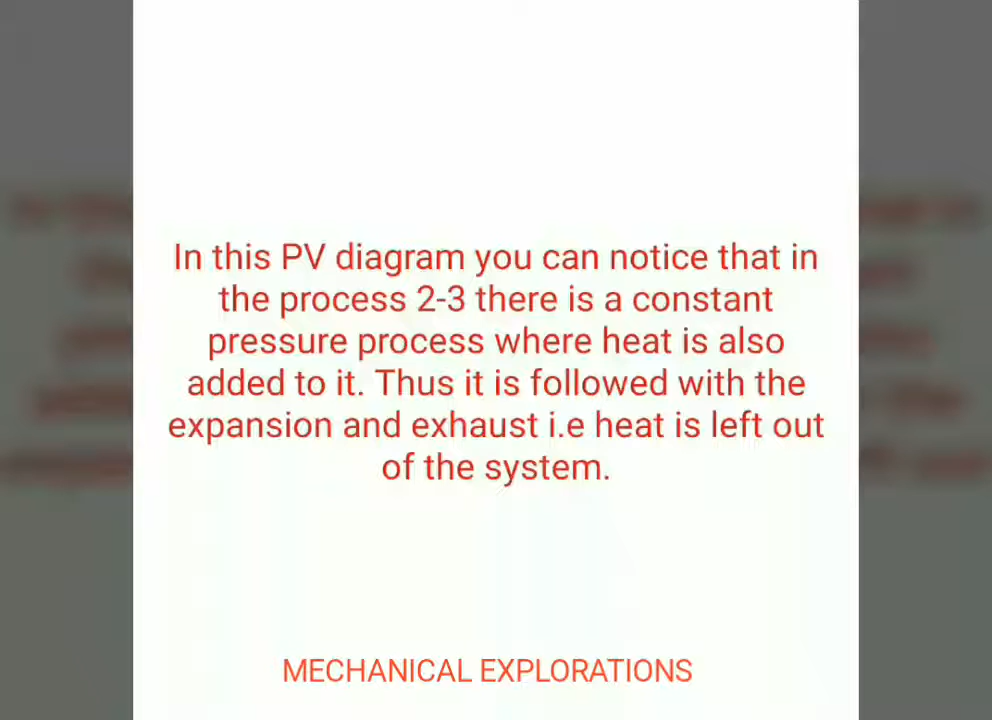 In this PV diagram you can notice that in
the process 2-3 there is a constant
pressure process where heat is also
added to it. Thus it is followed with the
expansion and exhaust i.e heat is left out
of the system.
MECHANICAL EXPLORATIONS